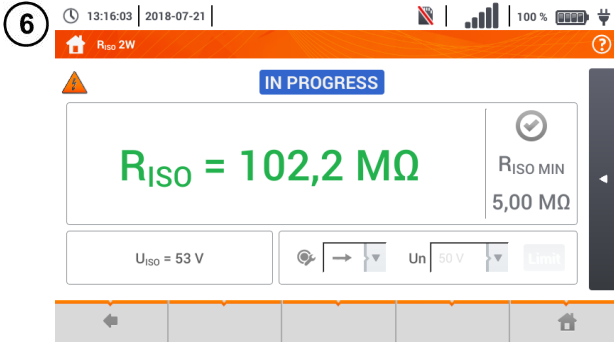 6
13:16:03 2018-07-21 100 %
RISO 2W
IN PROGRESS
RISO = 102,2 MΩ
RISO MIN
5,00 MΩ
UISO = 53 V
Un 50 V Limit